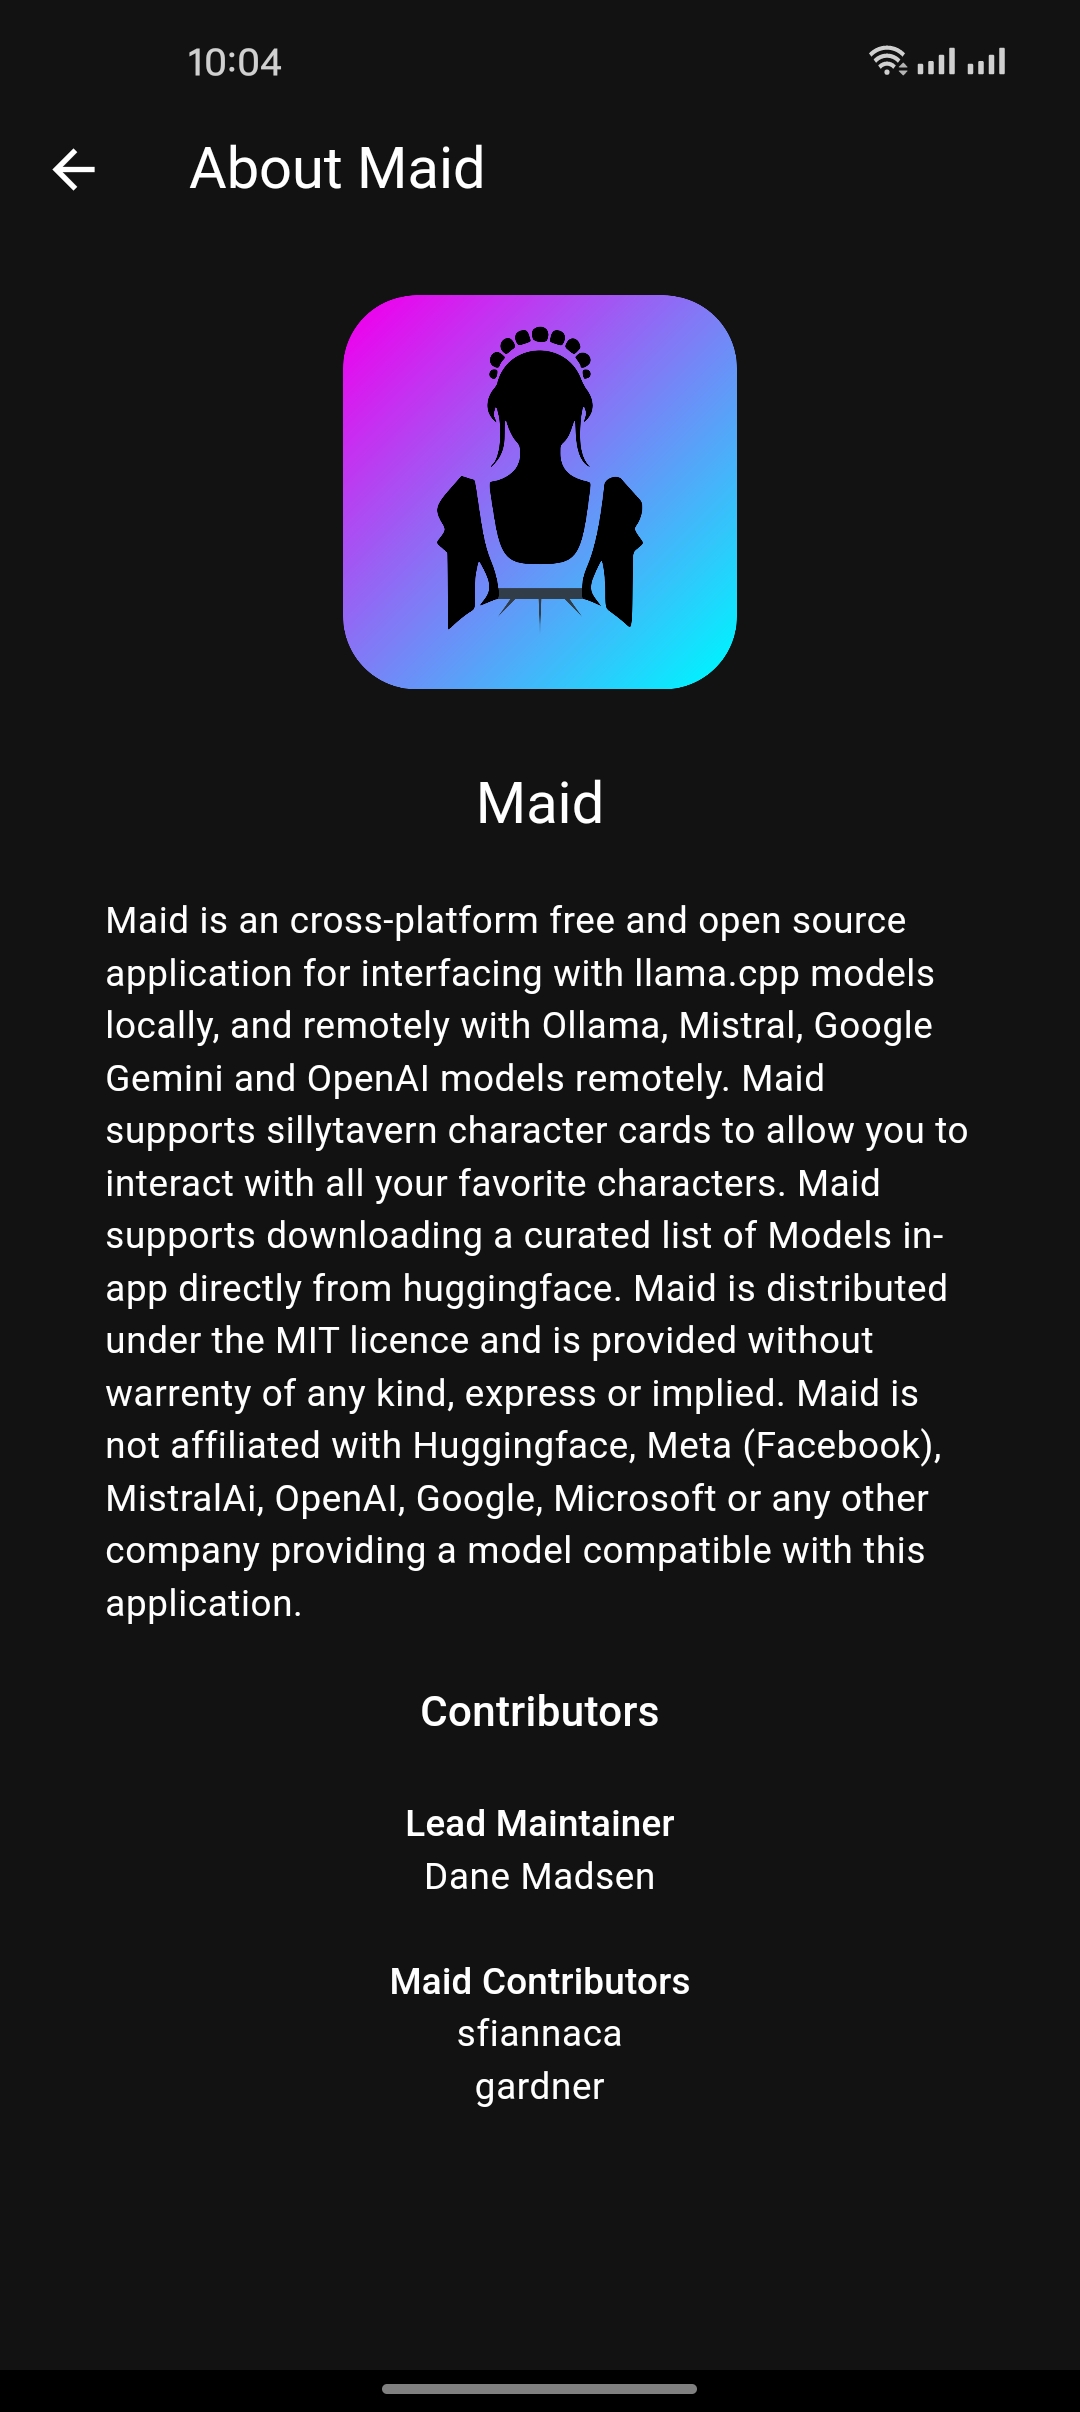 10:04
About Maid
Maid
Maid is an cross-platform free and open source
application for interfacing with llama.cpp models
locally, and remotely with Ollama, Mistral, Google
Gemini and OpenAI models remotely. Maid
supports sillytavern character cards to allow you to
interact with all your favorite characters. Maid
supports downloading a curated list of Models in-
app directly from huggingface. Maid is distributed
under the MIT licence and is provided without
warrenty of any kind, express or implied. Maid is
not affiliated with Huggingface, Meta (Facebook),
MistralAi, OpenAI, Google, Microsoft or any other
company providing a model compatible with this
application.
Contributors
Lead Maintainer
Dane Madsen
Maid Contributors
sfiannaca
gardner